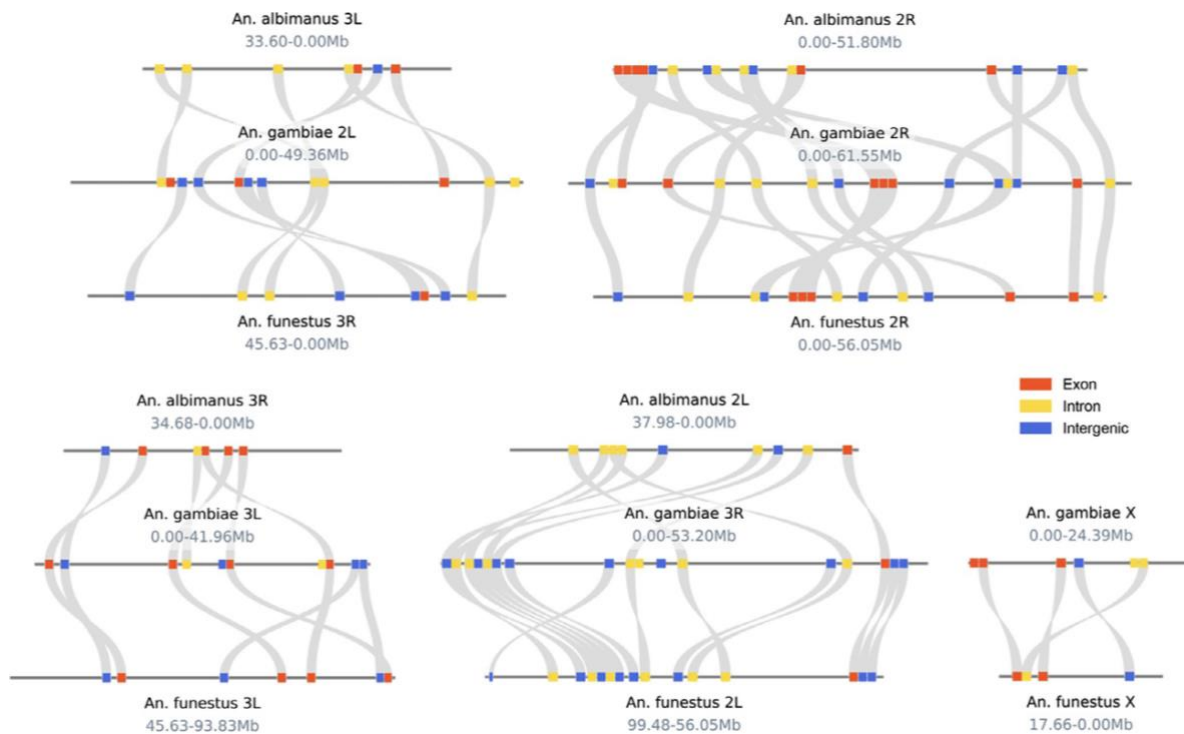 An. albimanus 3L
33.60-0.00Mb
An. gambiae 2L
0.00-49.36Mb
An. funestus 3R
45.63-0.00Mb
An. albimanus 2R
0.00-51.80Mb
An. gambiae 2R
0.00-61.55Mb
An. funestus 2R
0.00-56.05Mb
Exon
Intron
Intergenic
An. albimanus 3R
34.68-0.00Mb
An. gambiae 3L
0.00-41.96Mb
An. funestus 3L
45.63-93.83Mb
An. albimanus 2L
37.98-0.00Mb
An. gambiae 3R
0.00-53.20Mb
An. funestus 2L
99.48-56.05Mb
An. gambiae X
0.00-24.39Mb
An. funestus X
17.66-0.00Mb